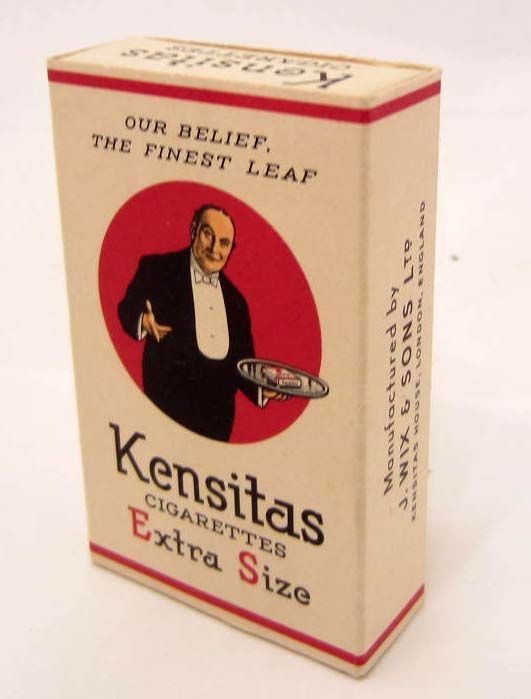 Kensitas
CIGARETTES
OUR BELIEF,
THE FINEST LEAF
Kensitas
CIGARETTES
Extra Size
Manufactured by
J. WIX & SONS LTD
KENSITAS HOUSE, LONDON, ENGLAND